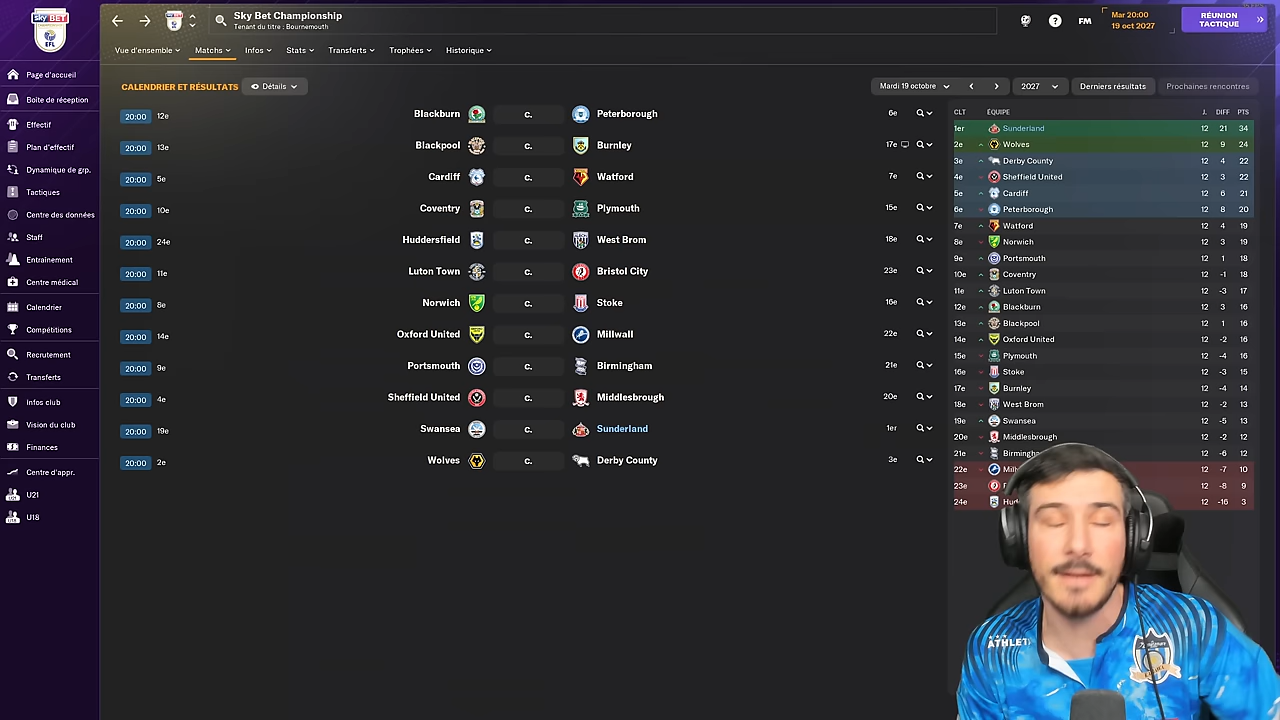 sky BET
EFL
Sky Bet Championship
Tenant du titre : Bournemouth
FM
Mar 20:00
19 oct 2027
RÉUNION
TACTIQUE
Vue d'ensemble
Matchs
Infos
Stats
Transferts
Trophées
Historique
Page d'accueil
Boîte de réception
Effectif
Plan d'effectif
Dynamique de grp.
Tactiques
Centre des données
Staff
Entraînement
Centre médical
Calendrier
Compétitions
Recrutement
Transferts
Infos club
Vision du club
Finances
Centre d'appr.
U21
U18
CALENDRIER ET RÉSULTATS
Détails
Mardi 19 octobre
2027
Derniers résultats
Prochaines rencontres
20:00 12e Blackburn c. Peterborough 6e
20:00 13e Blackpool c. Burnley 17e
20:00 5e Cardiff c. Watford 7e
20:00 10e Coventry c. Plymouth 15e
20:00 24e Huddersfield c. West Brom 18e
20:00 11e Luton Town c. Bristol City 23e
20:00 8e Norwich c. Stoke 16e
20:00 14e Oxford United c. Millwall 22e
20:00 9e Portsmouth c. Birmingham 21e
20:00 4e Sheffield United c. Middlesbrough 20e
20:00 19e Swansea c. Sunderland 1er
20:00 2e Wolves c. Derby County 3e
CLT ÉQUIPE J. DIFF PTS
1er Sunderland 12 21 34
2e Wolves 12 9 24
3e Derby County 12 4 22
4e Sheffield United 12 3 22
5e Cardiff 12 6 21
6e Peterborough 12 8 20
7e Watford 12 4 19
8e Norwich 12 3 19
9e Portsmouth 12 1 18
10e Coventry 12 -1 18
11e Luton Town 12 -3 17
12e Blackburn 12 3 16
13e Blackpool 12 1 16
14e Oxford United 12 -2 16
15e Plymouth 12 -4 16
16e Stoke 12 -3 15
17e Burnley 12 -4 14
18e West Brom 12 -2 13
19e Swansea 12 -5 13
20e Middlesbrough 12 -2 12
21e Birmingham 12 -6 12
22e 12 -7 10
23e 12 -8 9
24e 12 -16 3